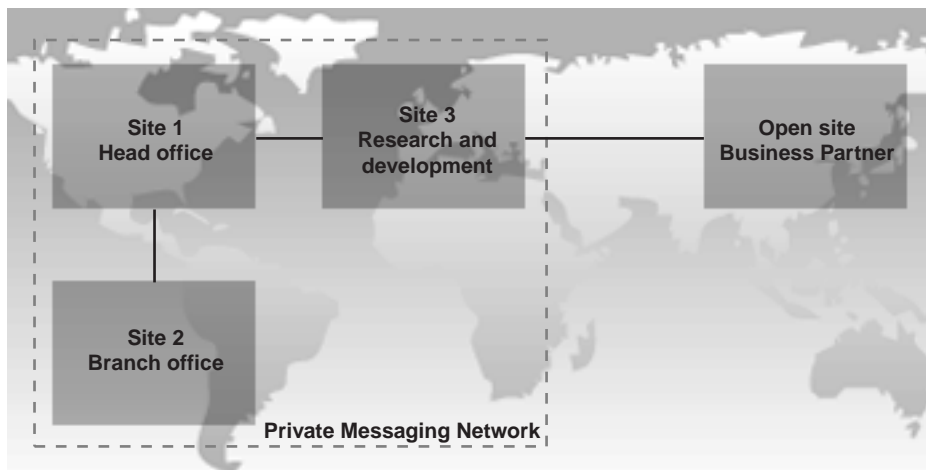 Site 1
Head office
Site 3
Research and
development
Open site
Business Partner
Site 2
Branch office
Private Messaging Network